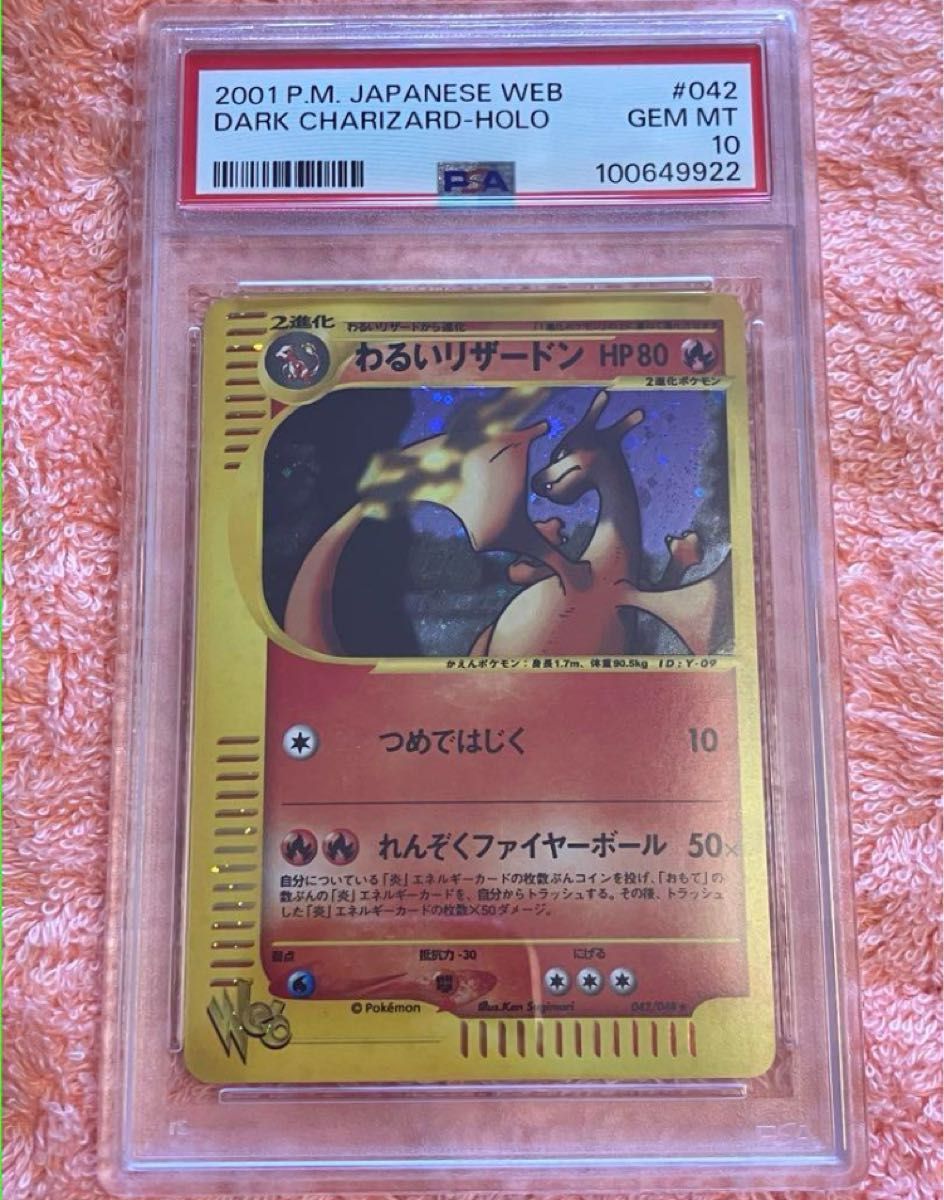 2001 P.M. JAPANESE WEB #042
DARK CHARIZARD-HOLO GEM MT
10
PSA 100649922
2進化 わるいリザードから進化
わるいリザードン HP80
2進化ポケモン
かえんポケモン：身長1.7m、体重90.5kg ID:Y-09
つめではじく 10
れんぞくファイヤーボール 50×
自分についている「炎」エネルギーカードの枚数ぶんコインを投げ、「おもて」の
数ぶんの「炎」エネルギーカードを、自分からトラッシュする。その後、トラッシュ
した「炎」エネルギーカードの枚数×50ダメージ。
弱点 抵抗力 -30 にげる
Web
© Pokémon Illus.Ken Sugimori 042/048 ★